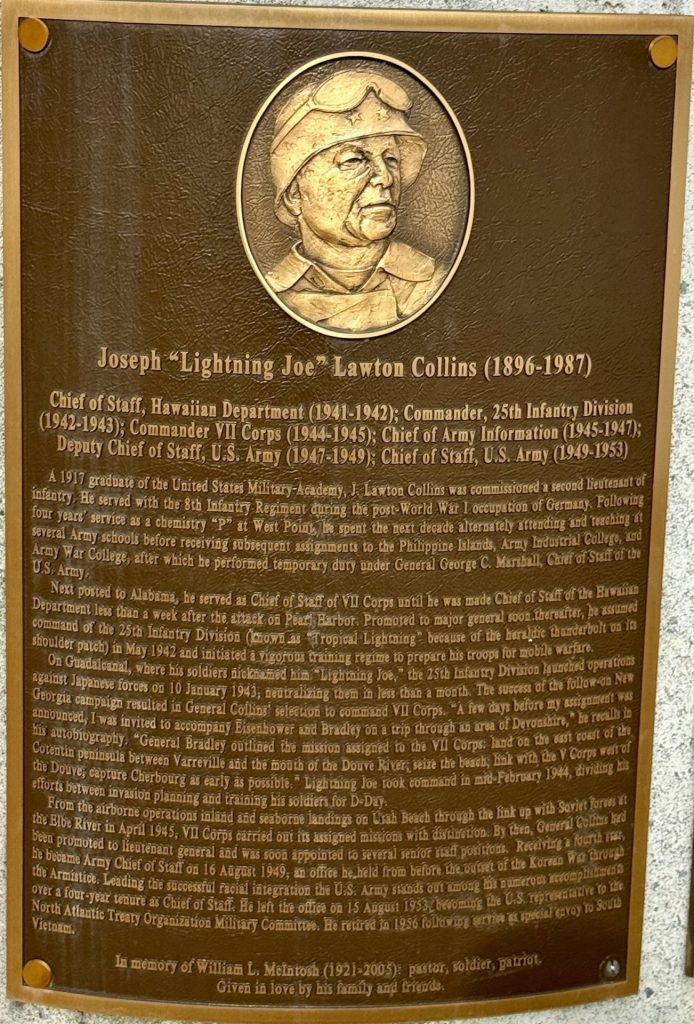 Joseph “Lightning Joe” Lawton Collins (1896-1987)
Chief of Staff, Hawaiian Department (1941-1942); Commander, 25th Infantry Division
(1942-1943); Commander VII Corps (1944-1945); Chief of Army Information (1945-1947);
Deputy Chief of Staff, U.S. Army (1947-1949); Chief of Staff, U.S. Army (1949-1953)
A 1917 graduate of the United States Military Academy, J. Lawton Collins was commissioned a second lieutenant of
infantry. He served with the 8th Infantry Regiment during the post-World War I occupation of Germany. Following
four years’ service as a chemistry “P” at West Point, he spent the next decade alternately attending and teaching at
several Army schools before receiving subsequent assignments to the Philippine Islands, Army Industrial College, and
Army War College, after which he performed temporary duty under General George C. Marshall, Chief of Staff of the
U.S. Army.
Next posted to Alabama, he served as Chief of Staff of VII Corps until he was made Chief of Staff of the Hawaiian
Department less than a week after the attack on Pearl Harbor. Promoted to major general soon thereafter, he assumed
command of the 25th Infantry Division (known as “Tropical Lightning” because of the heraldic thunderbolt on its
shoulder patch) in May 1942 and initiated a vigorous training regime to prepare his troops for mobile warfare.
On Guadalcanal, where his soldiers nicknamed him “Lightning Joe,” the 25th Infantry Division launched operations
against Japanese forces on 10 January 1943, neutralizing them in less than a month. The success of the follow-on New
Georgia campaign resulted in General Collins’ selection to command VII Corps. “A few days before my assignment was
announced, I was invited to accompany Eisenhower and Bradley on a trip through an area of Devonshire,” he recalls in
his autobiography. “General Bradley outlined the mission assigned to the VII Corps: land on the east coast of the
Cotentin peninsula between Varreville and the mouth of the Douve River; seize the beach; link with the V Corps west of
the Douve; capture Cherbourg as early as possible.” Lightning Joe took command in mid-February 1944, dividing his
efforts between invasion planning and training his soldiers for D-Day.
From the airborne operations inland and seaborne landings on Utah Beach through the link up with Soviet forces at
the Elbe River in April 1945, VII Corps carried out its assigned missions with distinction. By then, General Collins had
been promoted to lieutenant general and was soon appointed to several senior staff positions. Receiving a fourth star,
he became Army Chief of Staff on 16 August 1949, an office he held from before the outset of the Korean War through
the Armistice. Leading the successful racial integration the U.S. Army stands out among his numerous accomplishments
over a four-year tenure as Chief of Staff. He left the office on 15 August 1953, becoming the U.S. representative to the
North Atlantic Treaty Organization Military Committee. He retired in 1956 following service as special envoy to South
Vietnam.
In memory of William L. McIntosh (1921-2005): pastor, soldier, patriot.
Given in love by his family and friends.